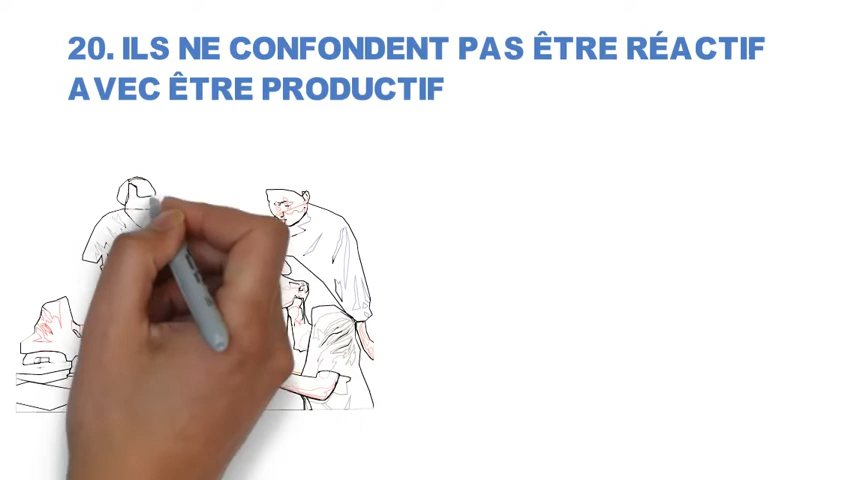 20. ILS NE CONFONDENT PAS ÊTRE RÉACTIF
AVEC ÊTRE PRODUCTIF